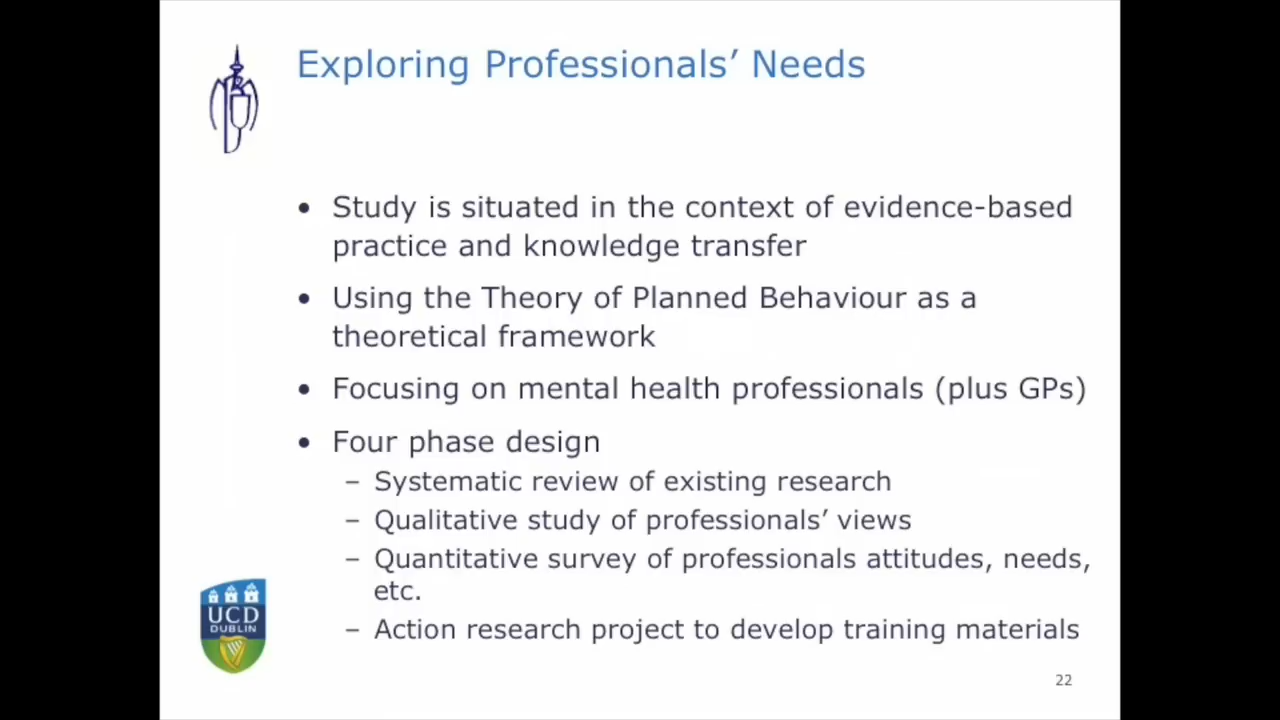 Exploring Professionals’ Needs
• Study is situated in the context of evidence-based
practice and knowledge transfer
• Using the Theory of Planned Behaviour as a
theoretical framework
• Focusing on mental health professionals (plus GPs)
• Four phase design
– Systematic review of existing research
– Qualitative study of professionals’ views
– Quantitative survey of professionals attitudes, needs,
etc.
– Action research project to develop training materials
UCD
DUBLIN
22